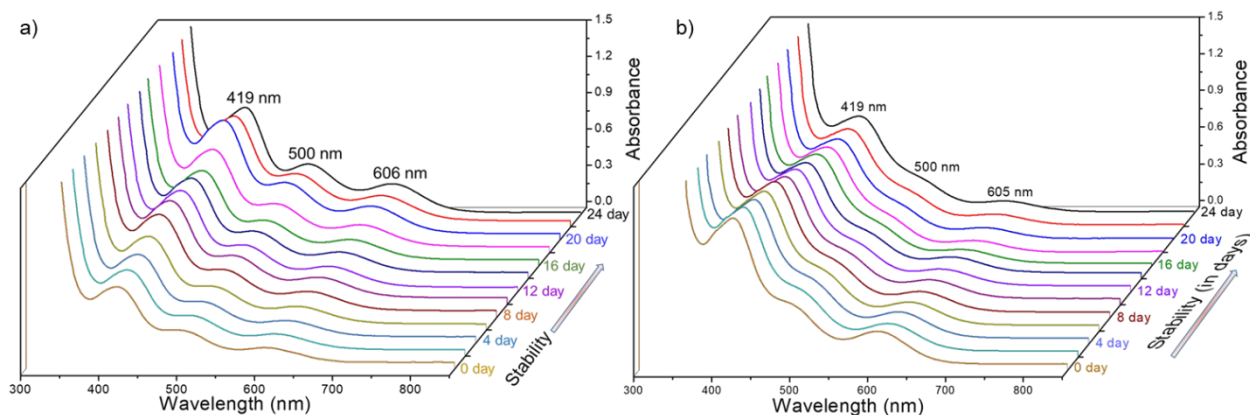 a)
419 nm
500 nm
606 nm
1.5
1.2
0.9
0.6
0.3
0.0
Absorbance
24 day
20 day
16 day
12 day
8 day
4 day
0 day
Stability
300 400 500 600 700 800
Wavelength (nm)
b)
419 nm
500 nm
605 nm
1.5
1.2
0.9
0.6
0.3
0.0
Absorbance
24 day
20 day
16 day
12 day
8 day
4 day
0 day
Stability (in days)
300 400 500 600 700 800
Wavelength (nm)